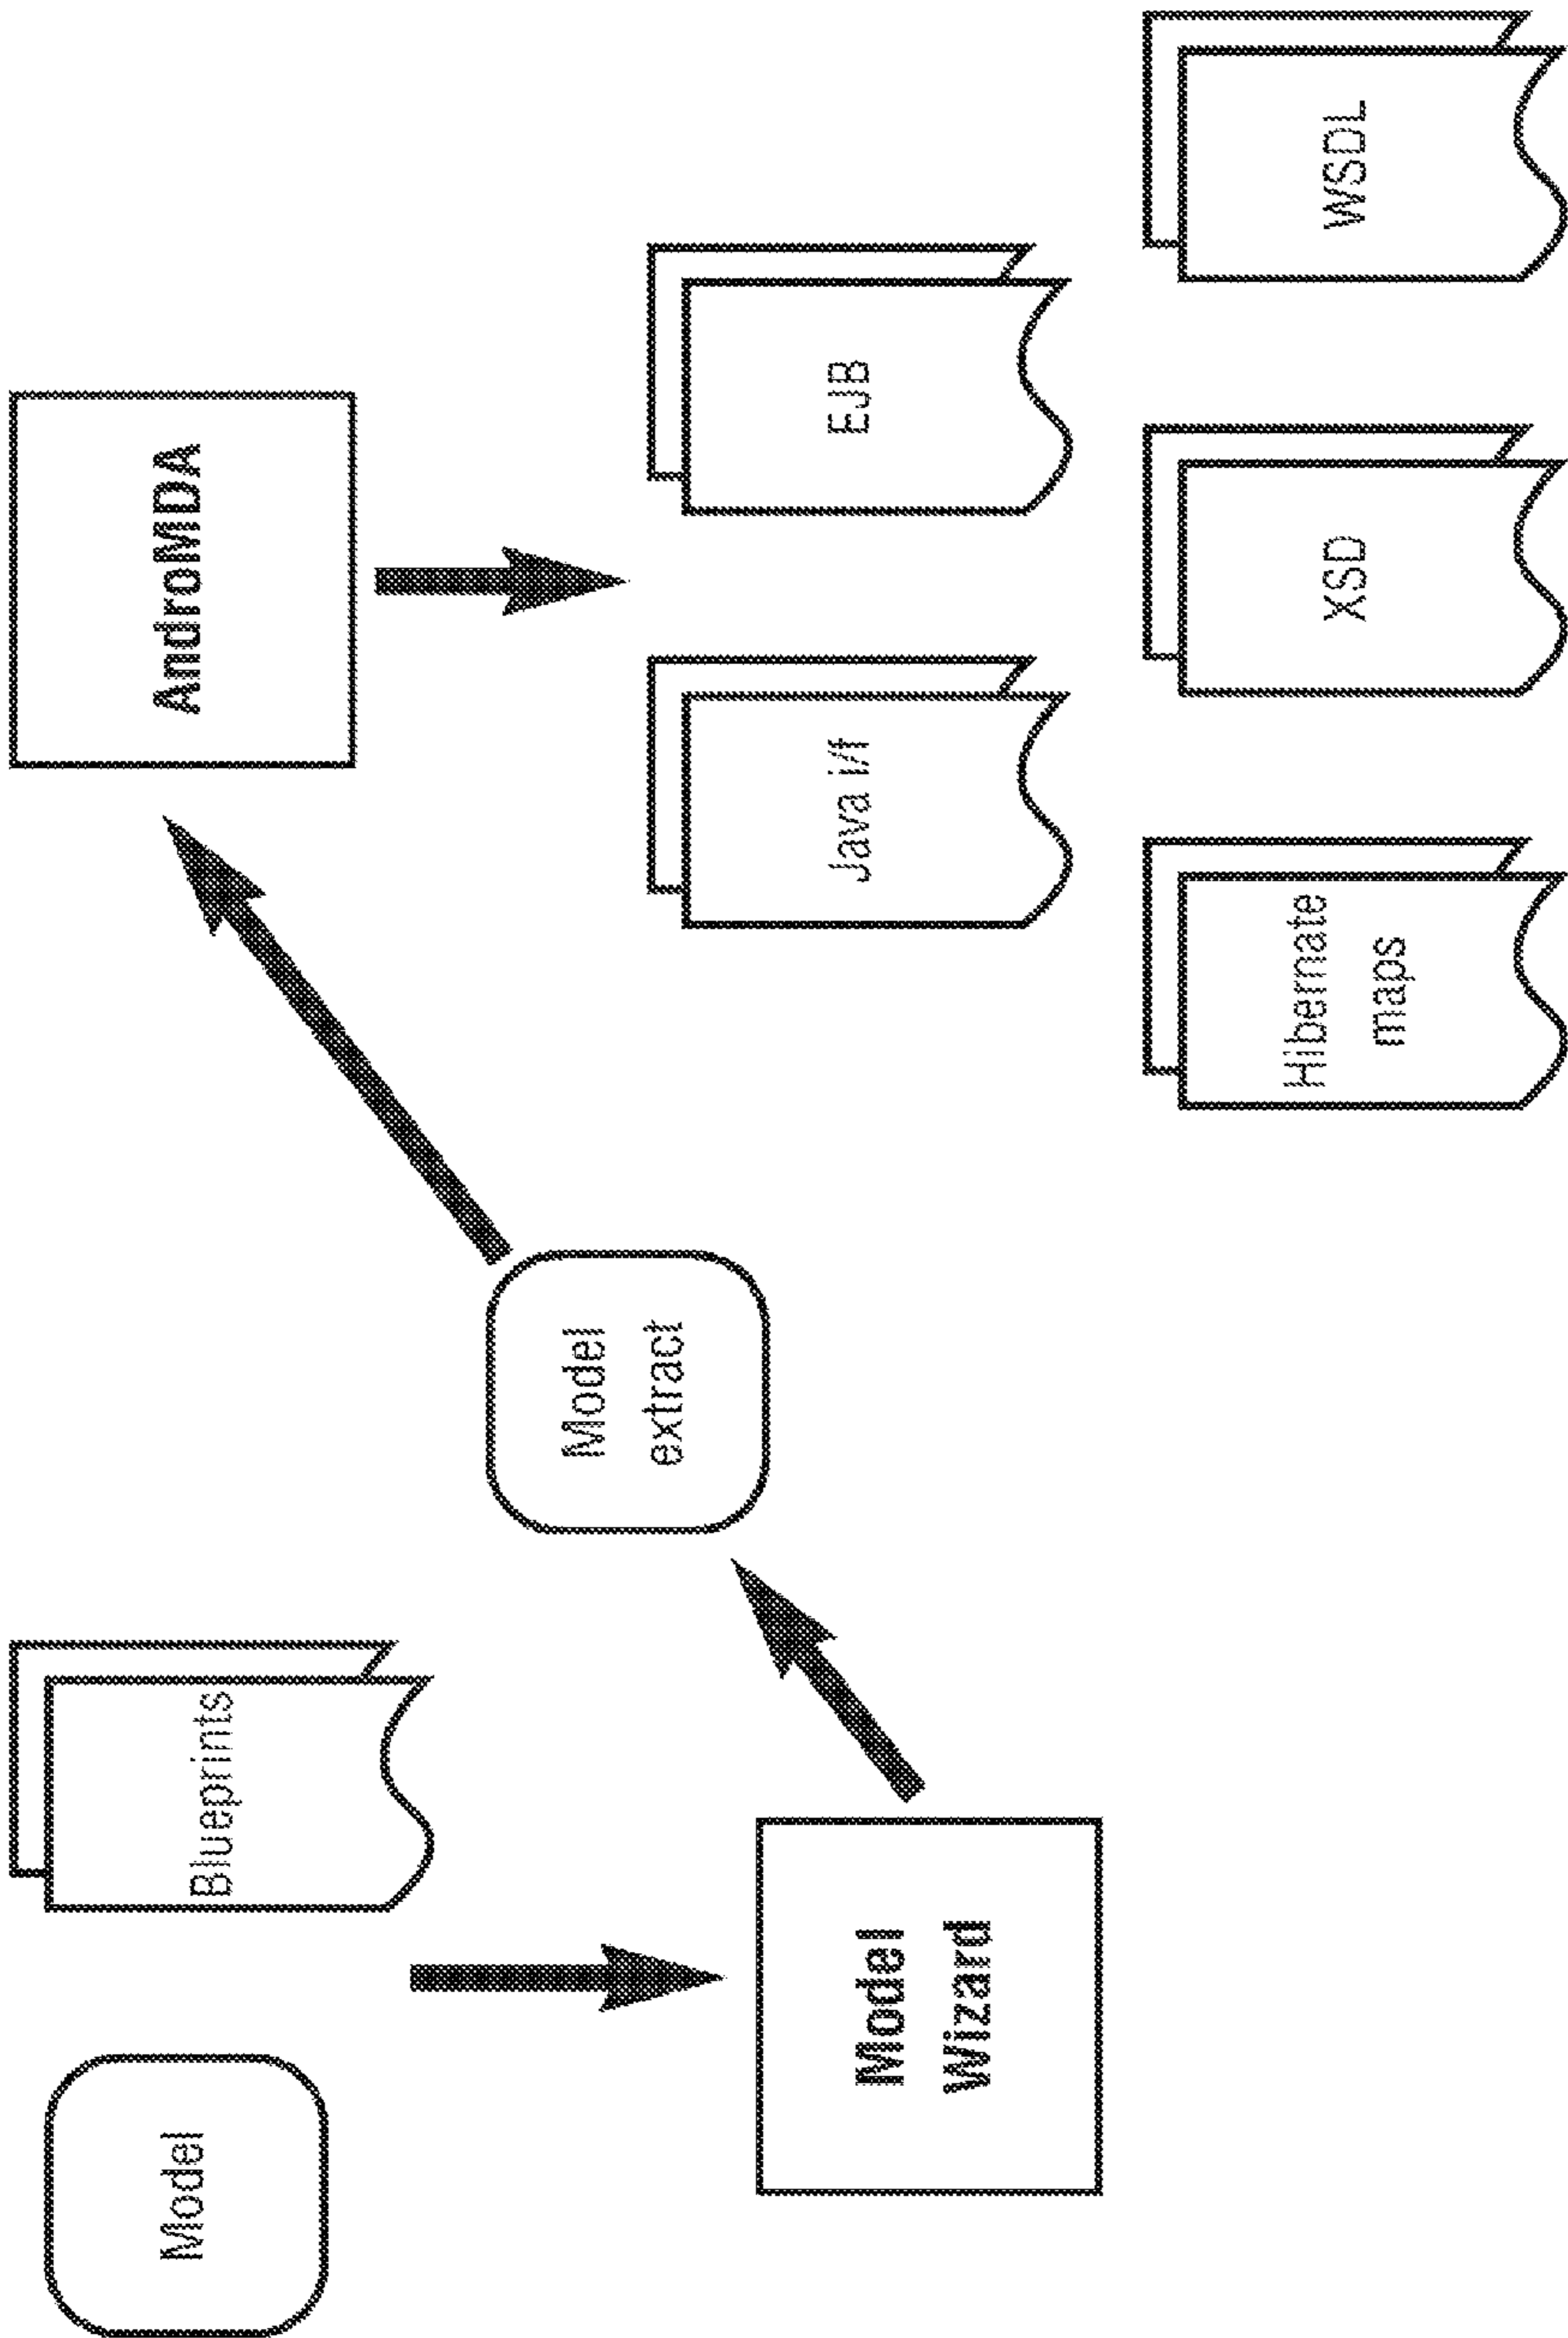 Model
Blueprints
Model
Wizard
Model
extract
AndroMDA
Java i/f
EJB
Hibernate
maps
XSD
WSDL